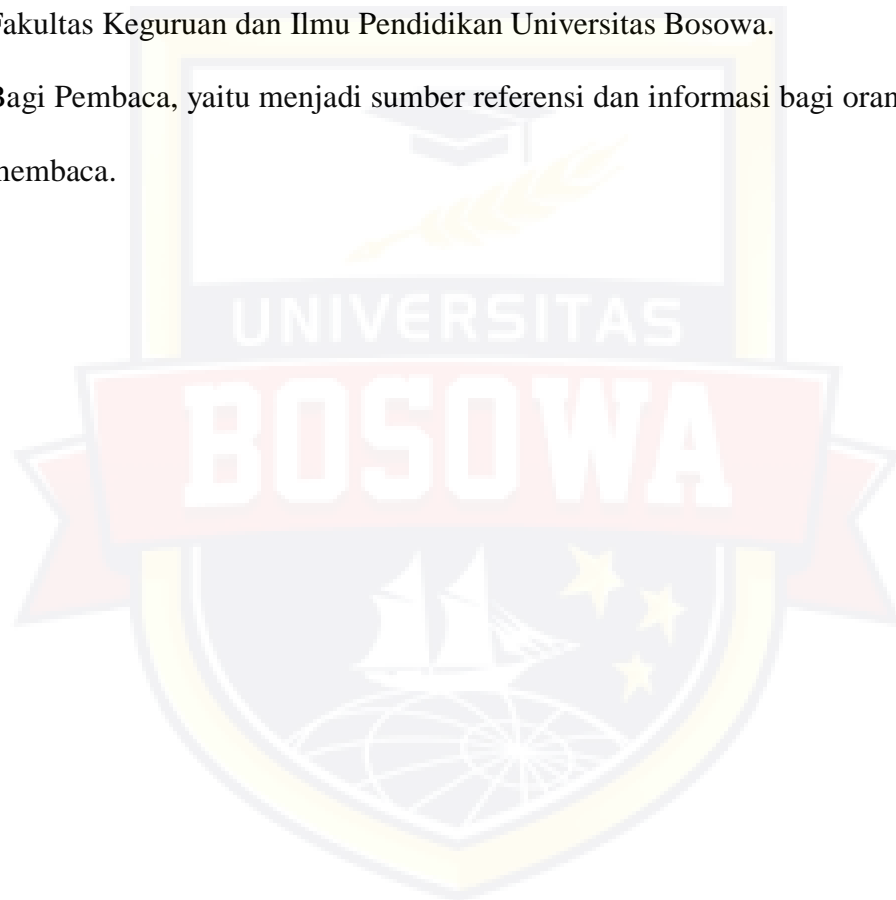 Fakultas Keguruan dan Ilmu Pendidikan Universitas Bosowa.
Bagi Pembaca, yaitu menjadi sumber referensi dan informasi bagi oran
membaca.
UNIVERSITAS
BOSOWA